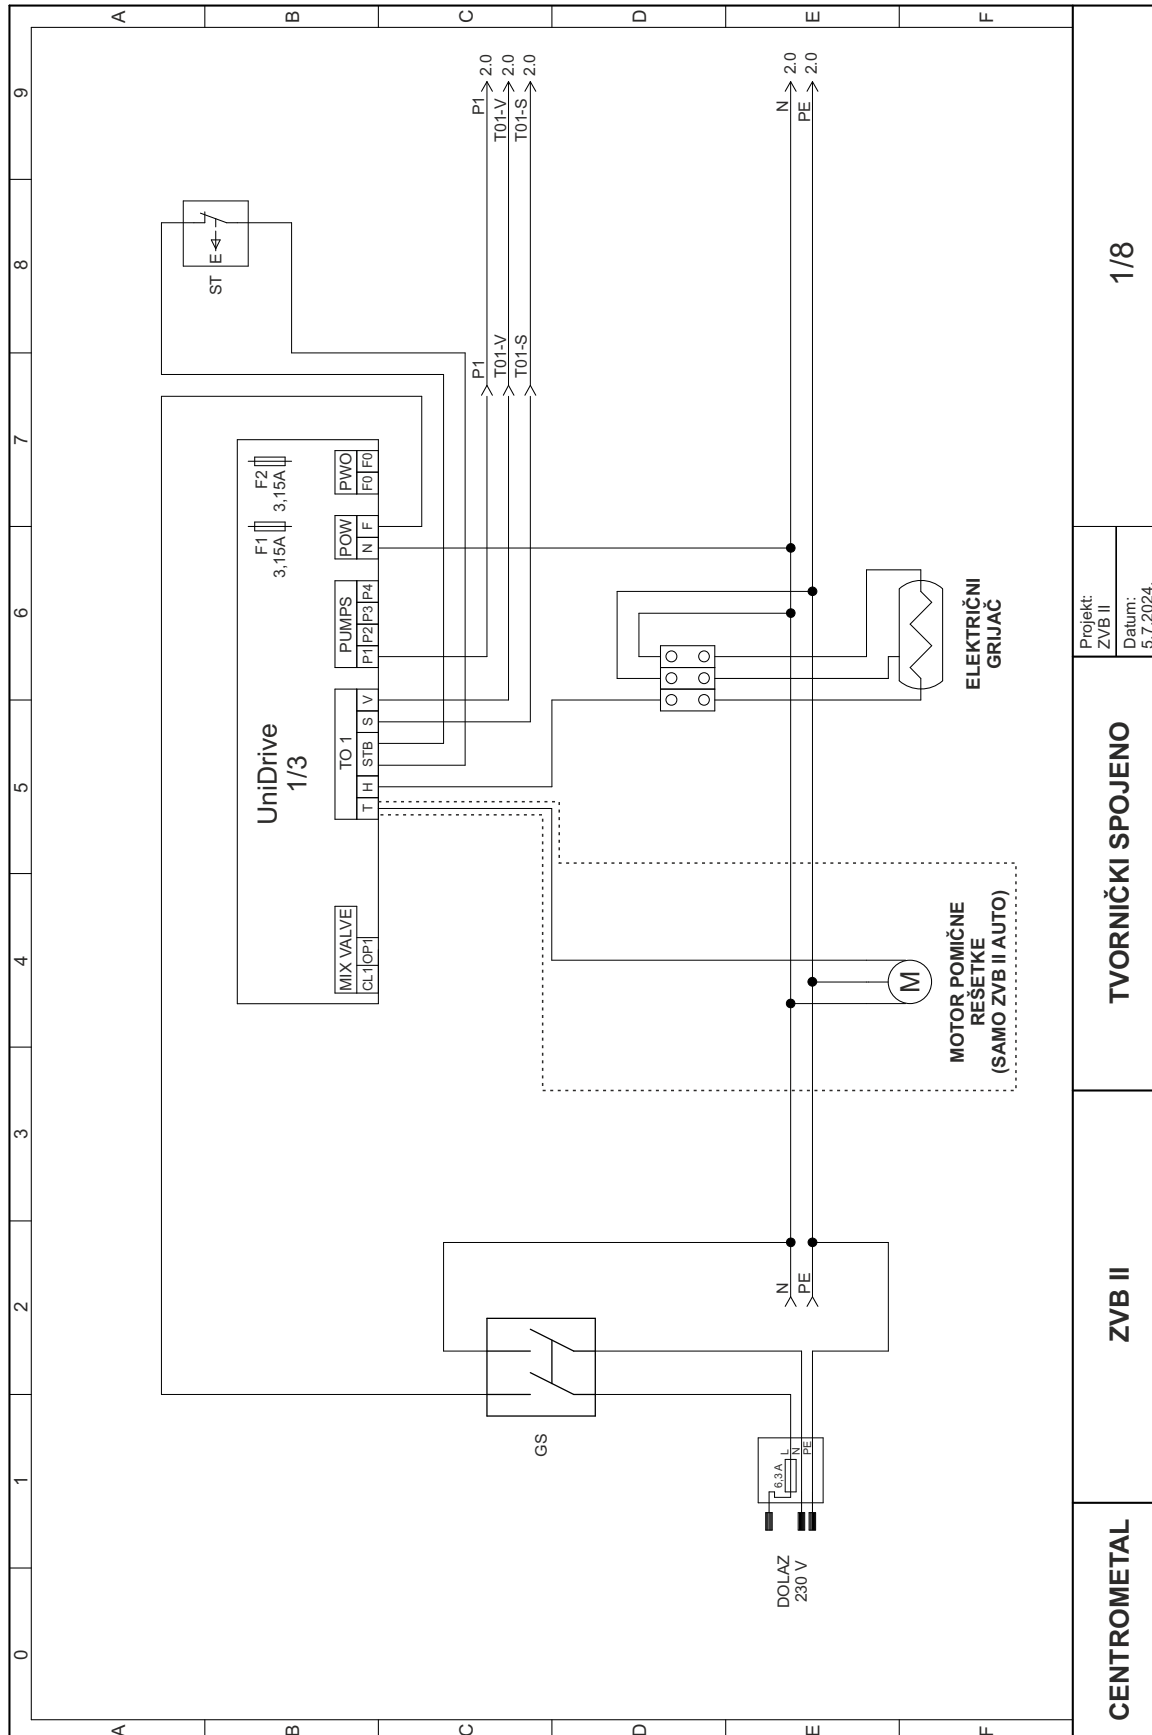 0 1 2 3 4 5 6 7 8 9
A
A
B
B
C
C
D
D
E
E
F
F
UniDrive
1/3
F1
3,15A
F2
3,15A
MIX VALVE
CL1 OP1
TO 1
T H STB S V
PUMPS
P1 P2 P3 P4
POW
N F
PWO
F0 F0
ST
E
P1
T01-V
T01-S
P1 2.0
T01-V 2.0
T01-S 2.0
GS
DOLAZ
230 V
6,3 A
L
N
PE
N
PE
N 2.0
PE 2.0
M
MOTOR POMIČNE
REŠETKE
(SAMO ZVB II AUTO)
ELEKTRIČNI
GRIJAČ
CENTROMETAL
ZVB II
TVORNIČKI SPOJENO
Projekt:
ZVB II
Datum:
5.7.2024.
1/8